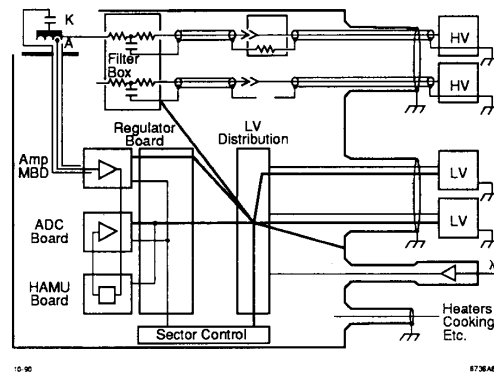 K
A
HV
Filter
Box
HV
Regulator
Board
LV
Distribution
Amp
MBD
LV
ADC
Board
LV
HAMU
Board
λ
Heaters
Cooking
Etc.
Sector Control
10-90
6736A6